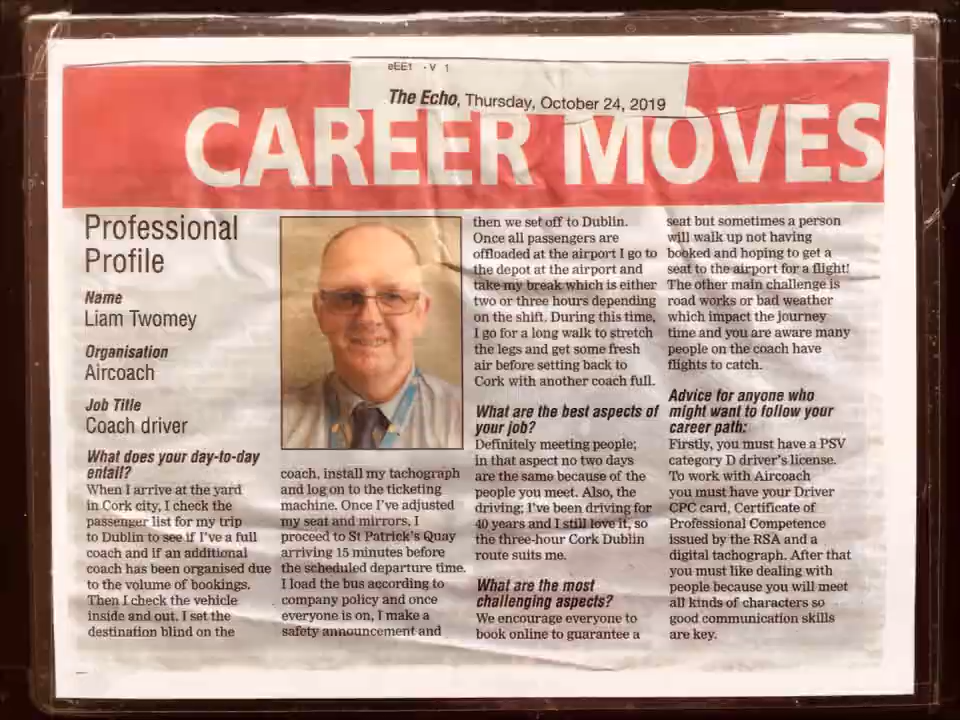 eEE1 - V 1
The Echo, Thursday, October 24, 2019
CAREER MOVES
Professional
Profile
Name
Liam Twomey
Organisation
Aircoach
Job Title
Coach driver
What does your day-to-day
entail?
When I arrive at the yard
in Cork city, I check the
passenger list for my trip
to Dublin to see if I've a full
coach and if an additional
coach has been organised due
to the volume of bookings.
Then I check the vehicle
inside and out. I set the
destination blind on the
coach, install my tachograph
and log on to the ticketing
machine. Once I've adjusted
my seat and mirrors, I
proceed to St Patrick's Quay
arriving 15 minutes before
the scheduled departure time.
I load the bus according to
company policy and once
everyone is on, I make a
safety announcement and
then we set off to Dublin.
Once all passengers are
offloaded at the airport I go to
the depot at the airport and
take my break which is either
two or three hours depending
on the shift. During this time,
I go for a long walk to stretch
the legs and get some fresh
air before setting back to
Cork with another coach full.
What are the best aspects of
your job?
Definitely meeting people;
in that aspect no two days
are the same because of the
people you meet. Also, the
driving; I've been driving for
40 years and I still love it, so
the three-hour Cork Dublin
route suits me.
What are the most
challenging aspects?
We encourage everyone to
book online to guarantee a
seat but sometimes a person
will walk up not having
booked and hoping to get a
seat to the airport for a flight!
The other main challenge is
road works or bad weather
which impact the journey
time and you are aware many
people on the coach have
flights to catch.
Advice for anyone who
might want to follow your
career path:
Firstly, you must have a PSV
category D driver's license.
To work with Aircoach
you must have your Driver
CPC card, Certificate of
Professional Competence
issued by the RSA and a
digital tachograph. After that
you must like dealing with
people because you will meet
all kinds of characters so
good communication skills
are key.